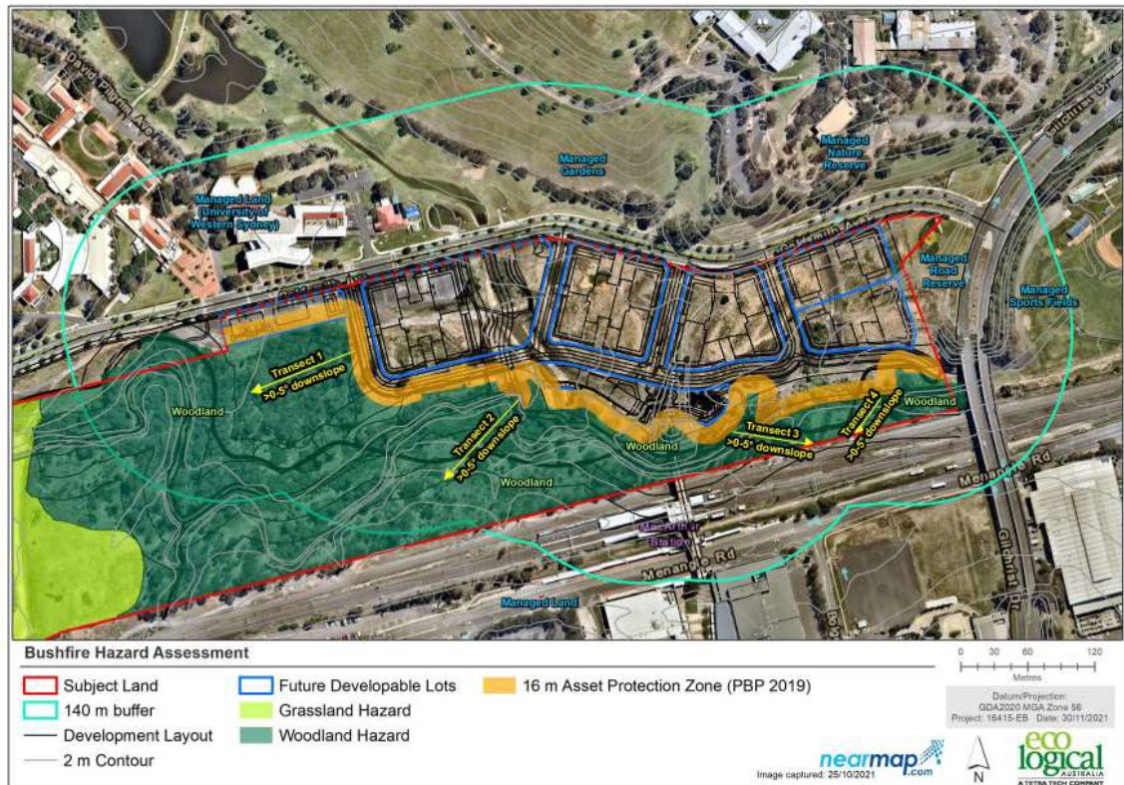 David Pilgrim Ave
Gilchrist Dr
Managed
Gardens
Managed
Nature
Reserve
Managed Land
(University of
Western Sydney)
Managed
Road
Reserve
Managed
Sports Fields
Transect 1
>0-5° downslope
Woodland
Transect 2
>0-5° downslope
Woodland
Woodland
Transect 3
>0-5° downslope
Transect 4
>0-5° downslope
Woodland
Menangle Rd
MacArthur
Station
Menangle Rd
Gilchrist Dr
Managed Land
Bushfire Hazard Assessment
Subject Land
140 m buffer
Development Layout
2 m Contour
Future Developable Lots
Grassland Hazard
Woodland Hazard
16 m Asset Protection Zone (PBP 2019)
0 30 60 120
Metres
Datum/Projection:
GDA2020 MGA Zone 56
Project: 16415-EB Date: 30/11/2021
nearmap.com
Image captured: 25/10/2021
N
eco
logical
AUSTRALIA
A TETRA TECH COMPANY